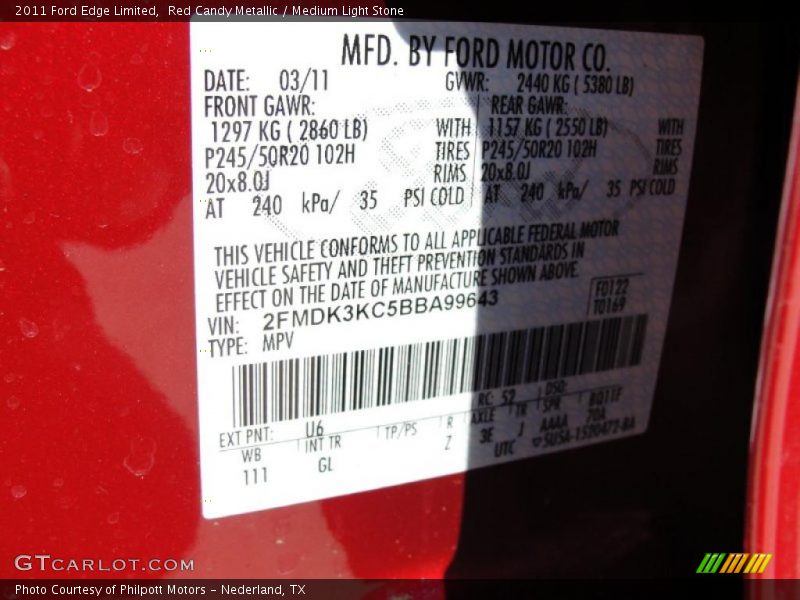 2011 Ford Edge Limited, Red Candy Metallic / Medium Light Stone
MFD. BY FORD MOTOR CO.
DATE: 03/11 GVWR: 2440 KG ( 5380 LB)
FRONT GAWR: REAR GAWR:
1297 KG ( 2860 LB) WITH 1157 KG ( 2550 LB) WITH
P245/50R20 102H TIRES P245/50R20 102H TIRES
20x8.0J RIMS 20x8.0J RIMS
AT 240 kPa/ 35 PSI COLD AT 240 kPa/ 35 PSI COLD
THIS VEHICLE CONFORMS TO ALL APPLICABLE FEDERAL MOTOR
VEHICLE SAFETY AND THEFT PREVENTION STANDARDS IN
EFFECT ON THE DATE OF MANUFACTURE SHOWN ABOVE.
F0122
T0169
VIN: 2FMDK3KC5BBA99643
TYPE: MPV
RC: 52 DSO:
EXT PNT: U6
WB INT TR TP/PS R AXLE TR SPR
111 GL Z 3E J AAAA
UTC
GTCARLOT.COM
Photo Courtesy of Philpott Motors – Nederland, TX